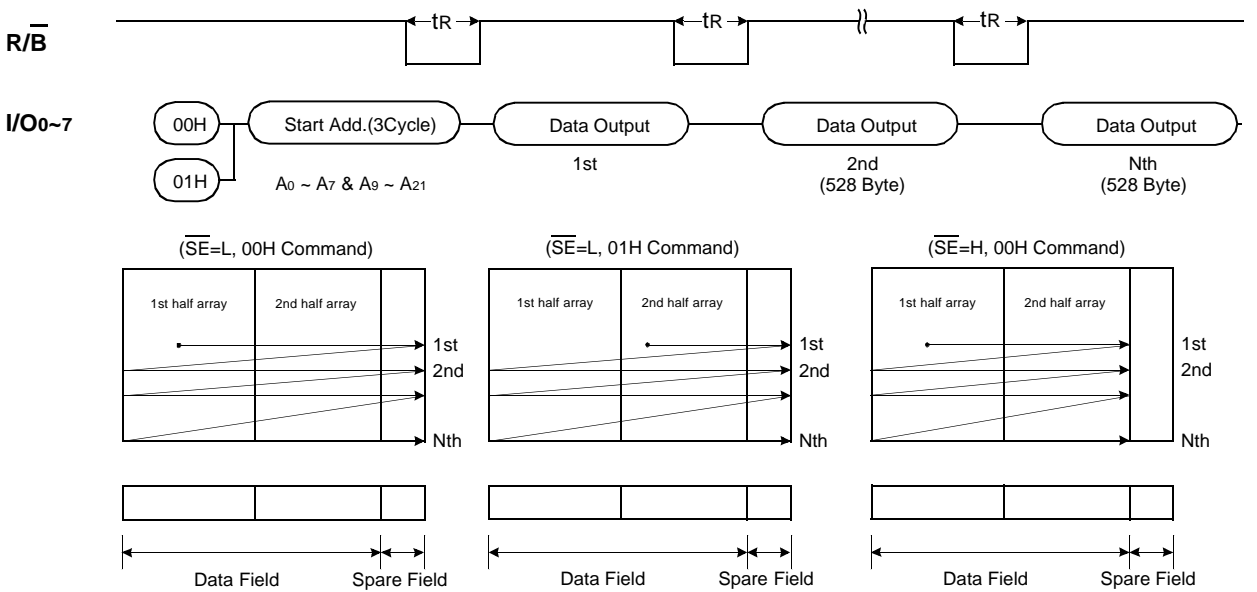 R/B tR tR tR
I/O0~7 00H Start Add.(3Cycle) Data Output Data Output Data Output
01H A0 ~ A7 & A9 ~ A21 1st 2nd Nth
(528 Byte) (528 Byte)
(SE=L, 00H Command) (SE=L, 01H Command) (SE=H, 00H Command)
1st half array 2nd half array 1st half array 2nd half array 1st half array 2nd half array
1st 1st 1st
2nd 2nd 2nd
Nth Nth Nth
Data Field Spare Field Data Field Spare Field Data Field Spare Field